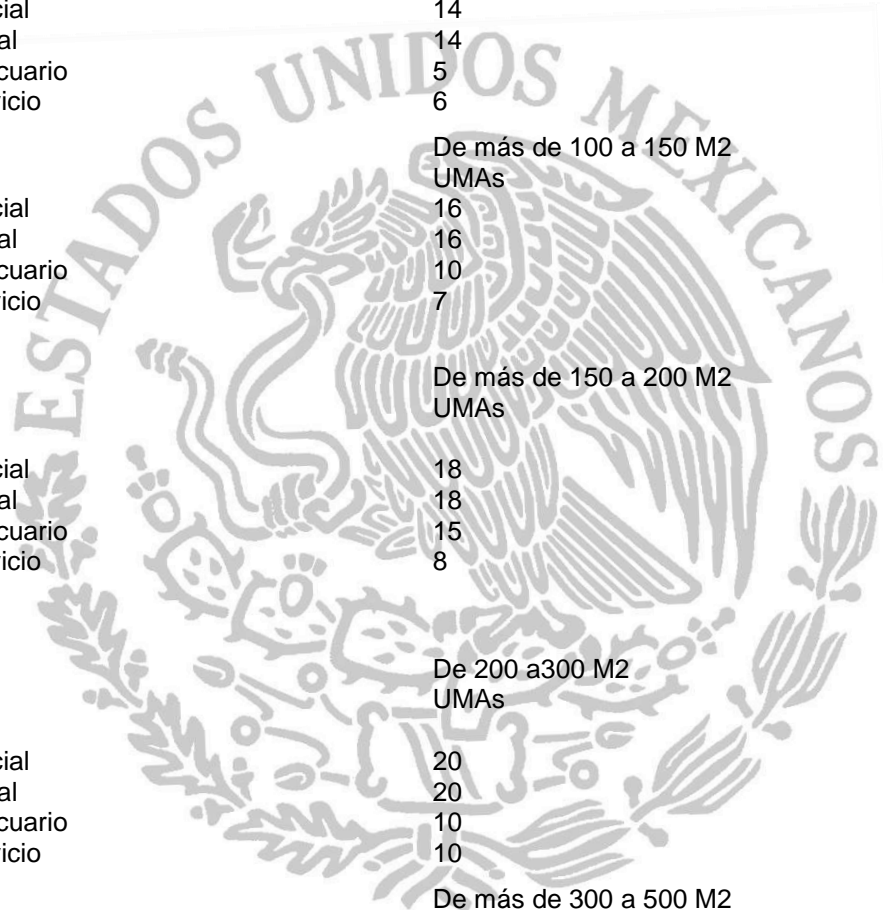 cial 14
al 14
cuario 5
icio 6
De más de 100 a 150 M2
UMAs
cial 16
al 16
cuario 10
icio 7
De más de 150 a 200 M2
UMAs
cial 18
al 18
cuario 15
icio 8
De 200 a300 M2
UMAs
cial 20
al 20
cuario 10
icio 10
De más de 300 a 500 M2
ESTADOS UNIDOS MEXICANOS